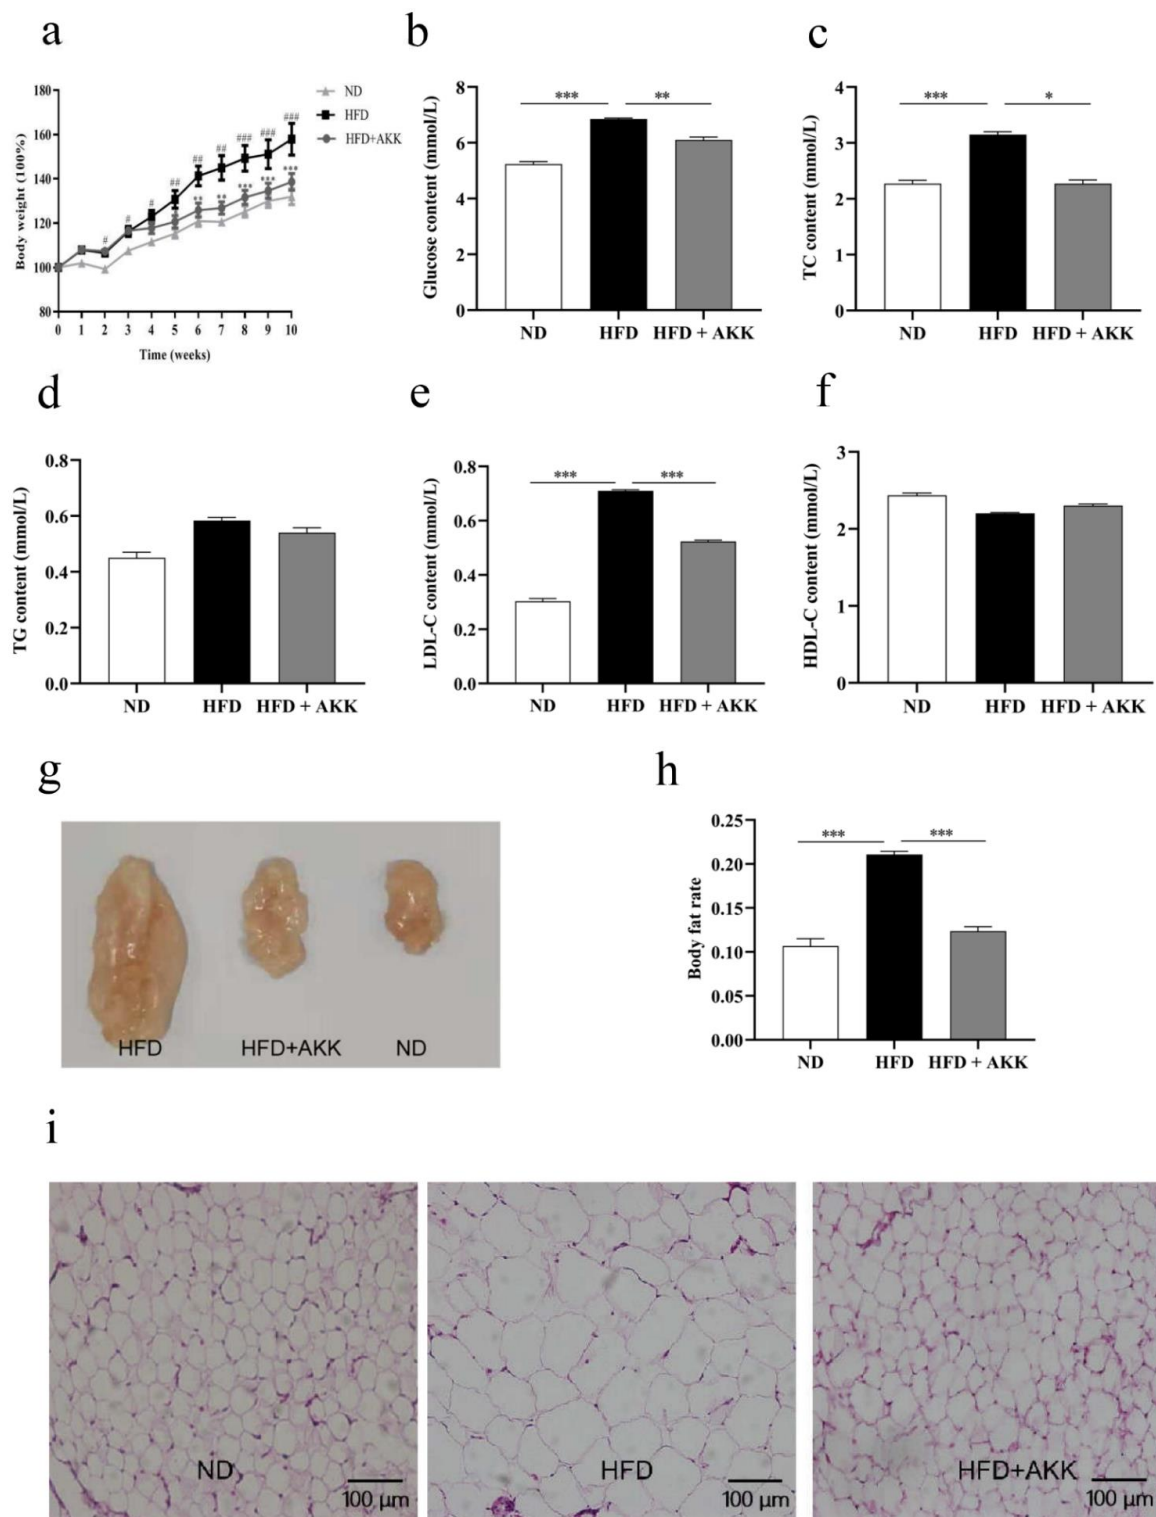 a
b
c
ND
HFD
HFD+AKK
Body weight (100%)
180
160
140
120
100
80
#
#
#
##
##
##
###
###
###
**
**
***
***
***
0 1 2 3 4 5 6 7 8 9 10
Time (weeks)
Glucose content (mmol/L)
8
6
4
2
0
***
**
ND HFD HFD + AKK
TC content (mmol/L)
4
3
2
1
0
***
*
ND HFD HFD + AKK
d
e
f
TG content (mmol/L)
0.8
0.6
0.4
0.2
0.0
ND HFD HFD + AKK
LDL-C content (mmol/L)
0.8
0.6
0.4
0.2
0.0
***
***
ND HFD HFD + AKK
HDL-C content (mmol/L)
3
2
1
0
ND HFD HFD + AKK
g
HFD HFD+AKK ND
h
Body fat rate
0.25
0.20
0.15
0.10
0.05
0.00
***
***
ND HFD HFD + AKK
i
ND
100 μm
HFD
100 μm
HFD+AKK
100 μm